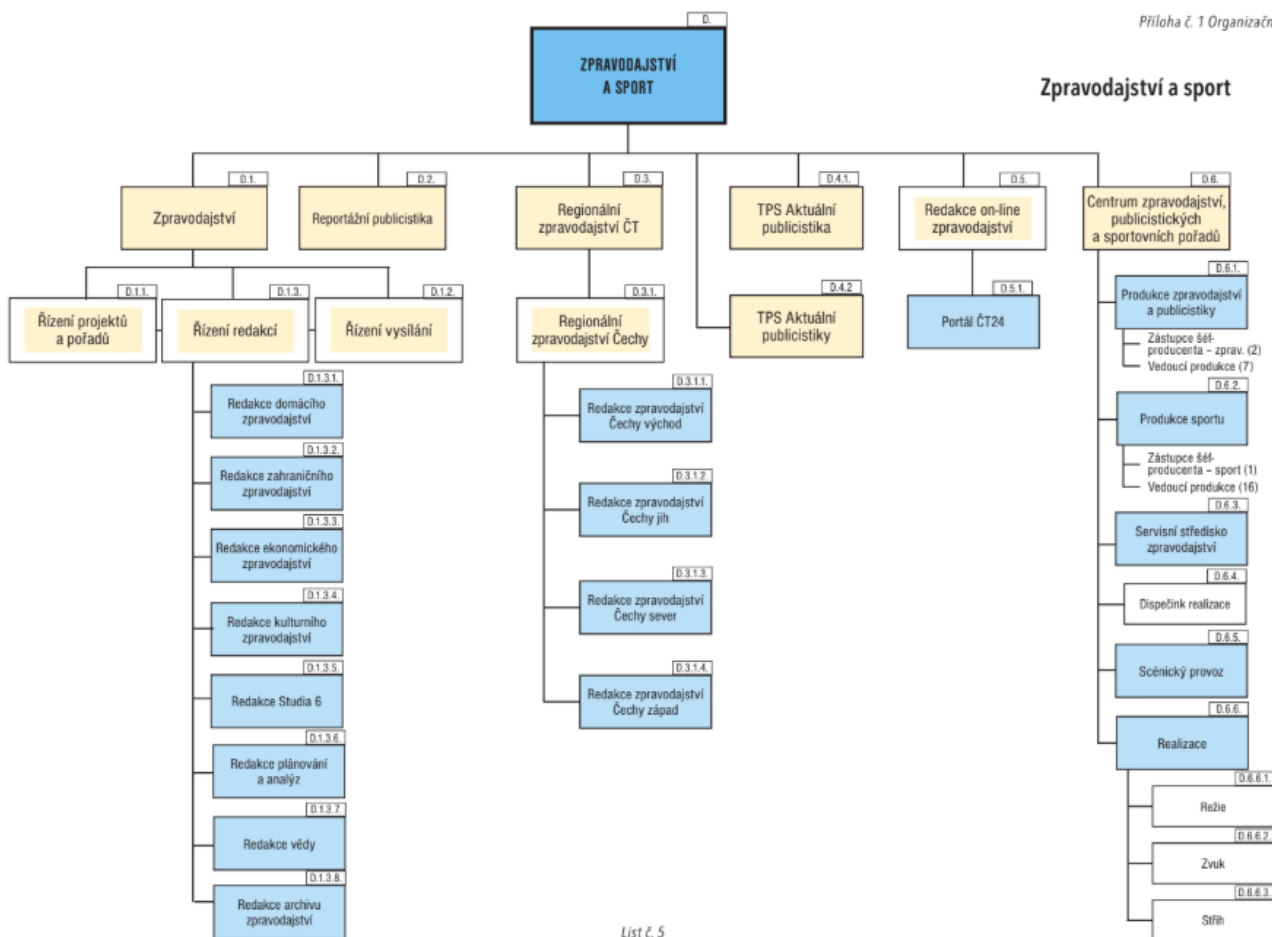 Příloha č. 1 Organizačn
Zpravodajství a sport
D.
ZPRAVODAJSTVÍ
A SPORT
D.1.
Zpravodajství
D.2.
Reportážní publicistika
D.3.
Regionální
zpravodajství ČT
D.4.1.
TPS Aktuální
publicistika
D.5.
Redakce on-line
zpravodajství
D.6.
Centrum zpravodajství,
publicistických
a sportovních pořadů
D.1.1.
Řízení projektů
a pořadů
D.1.3.
Řízení redakcí
D.1.2.
Řízení vysílání
D.3.1.
Regionální
zpravodajství Čechy
D.4.2
TPS Aktuální
publicistiky
D.5.1.
Portál ČT24
D.1.3.1.
Redakce domácího
zpravodajství
D.1.3.2.
Redakce zahraničního
zpravodajství
D.1.3.3.
Redakce ekonomického
zpravodajství
D.1.3.4.
Redakce kulturního
zpravodajství
D.1.3.5.
Redakce Studia 6
D.1.3.6.
Redakce plánování
a analýz
D.1.3.7.
Redakce vědy
D.1.3.8.
Redakce archivu
zpravodajství
D.3.1.1.
Redakce zpravodajství
Čechy východ
D.3.1.2.
Redakce zpravodajství
Čechy jih
D.3.1.3.
Redakce zpravodajství
Čechy sever
D.3.1.4.
Redakce zpravodajství
Čechy západ
D.6.1.
Produkce zpravodajství
a publicistiky
Zástupce šéf-
producenta – zprav. (2)
Vedoucí produkce (7)
D.6.2.
Produkce sportu
Zástupce šéf-
producenta – sport (1)
Vedoucí produkce (16)
D.6.3.
Servisní středisko
zpravodajství
D.6.4.
Dispečink realizace
D.6.5.
Scénický provoz
D.6.6.
Realizace
D.6.6.1.
Režie
D.6.6.2.
Zvuk
D.6.6.3.
Střih
List č. 5